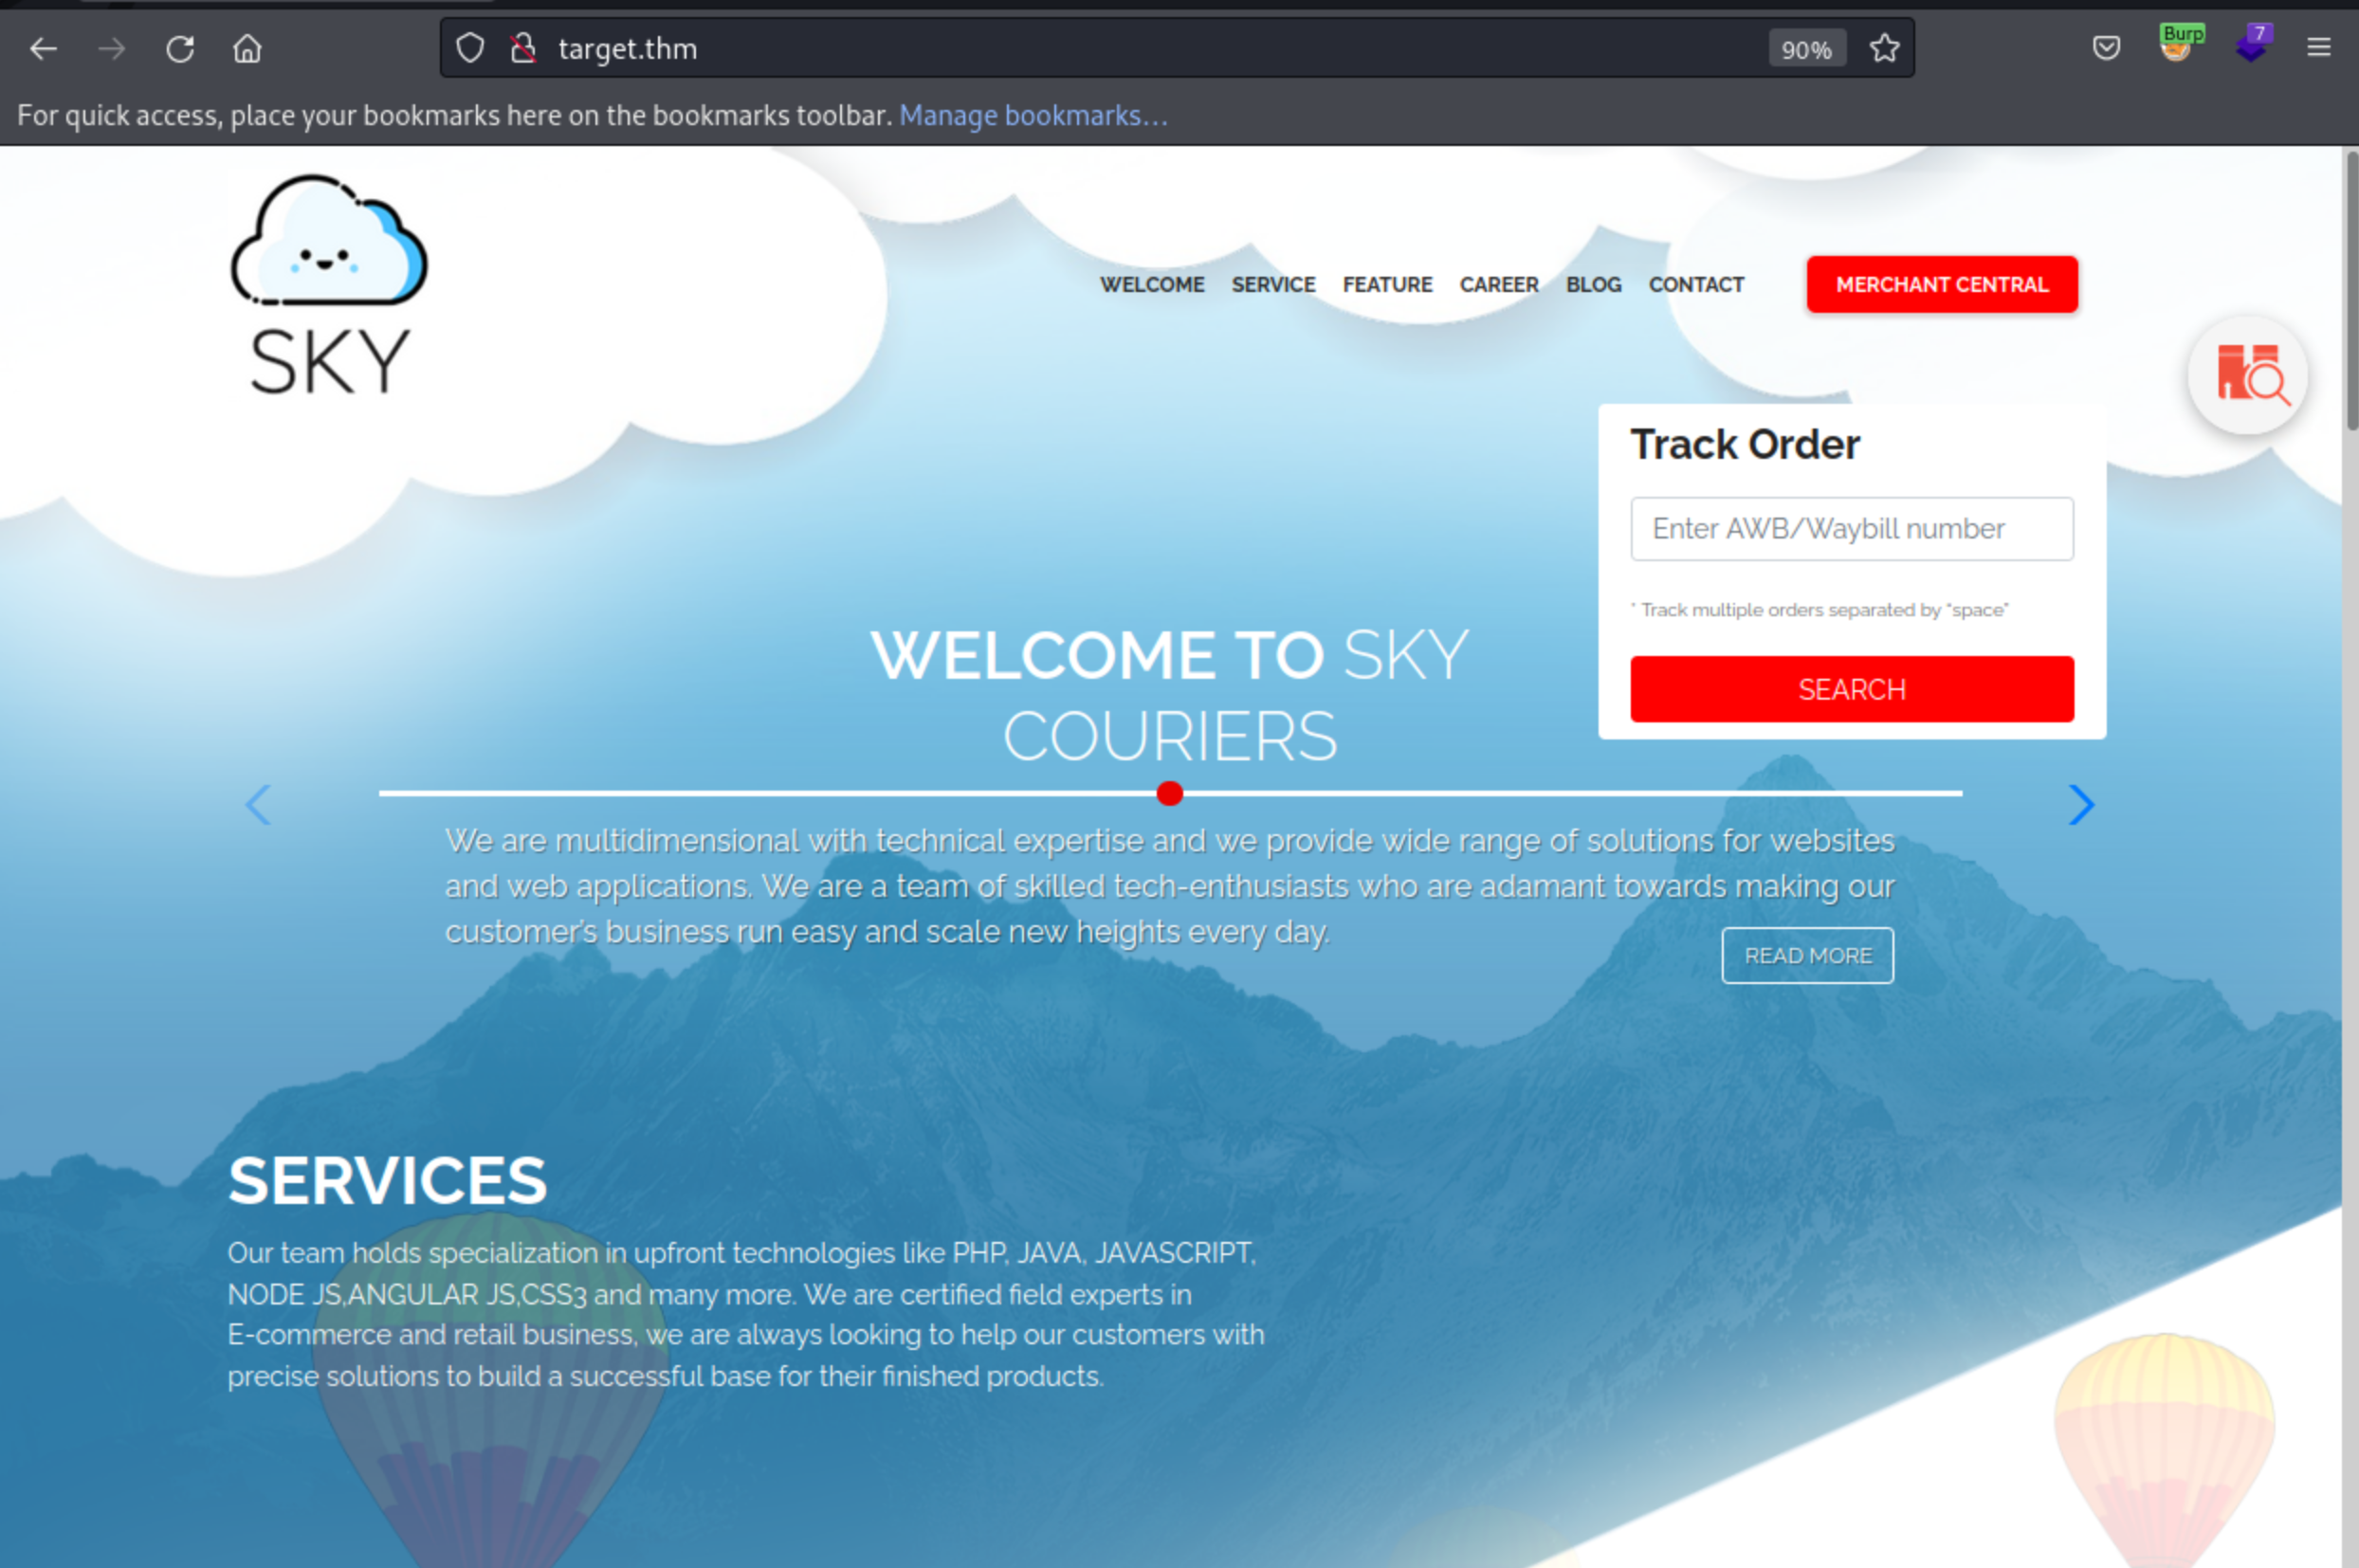 target.thm
90%
Burp
7
For quick access, place your bookmarks here on the bookmarks toolbar. Manage bookmarks...
SKY
WELCOME SERVICE FEATURE CAREER BLOG CONTACT MERCHANT CENTRAL
Track Order
Enter AWB/Waybill number
* Track multiple orders separated by "space"
SEARCH
WELCOME TO SKY
COURIERS
We are multidimensional with technical expertise and we provide wide range of solutions for websites
and web applications. We are a team of skilled tech-enthusiasts who are adamant towards making our
customer's business run easy and scale new heights every day.
READ MORE
SERVICES
Our team holds specialization in upfront technologies like PHP, JAVA, JAVASCRIPT,
NODE JS,ANGULAR JS,CSS3 and many more. We are certified field experts in
E-commerce and retail business, we are always looking to help our customers with
precise solutions to build a successful base for their finished products.